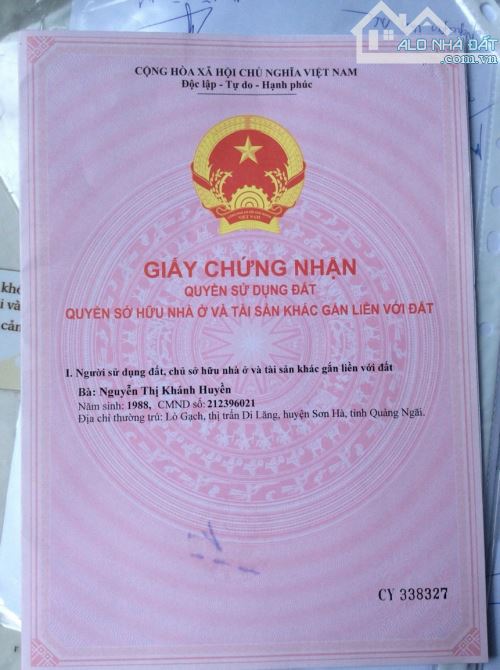 ALO NHÀ ĐẤT
.com.vn
CỘNG HÒA XÃ HỘI CHỦ NGHĨA VIỆT NAM
Độc lập - Tự do - Hạnh phúc
VIỆT NAM
GIẤY CHỨNG NHẬN
QUYỀN SỬ DỤNG ĐẤT
QUYỀN SỞ HỮU NHÀ Ở VÀ TÀI SẢN KHÁC GẮN LIỀN VỚI ĐẤT
I. Người sử dụng đất, chủ sở hữu nhà ở và tài sản khác gắn liền với đất
Bà: Nguyễn Thị Khánh Huyền
Năm sinh: 1988, CMND số: 212396021
Địa chỉ thường trú: Lò Gạch, thị trấn Di Lăng, huyện Sơn Hà, tỉnh Quảng Ngãi.
CY 338327